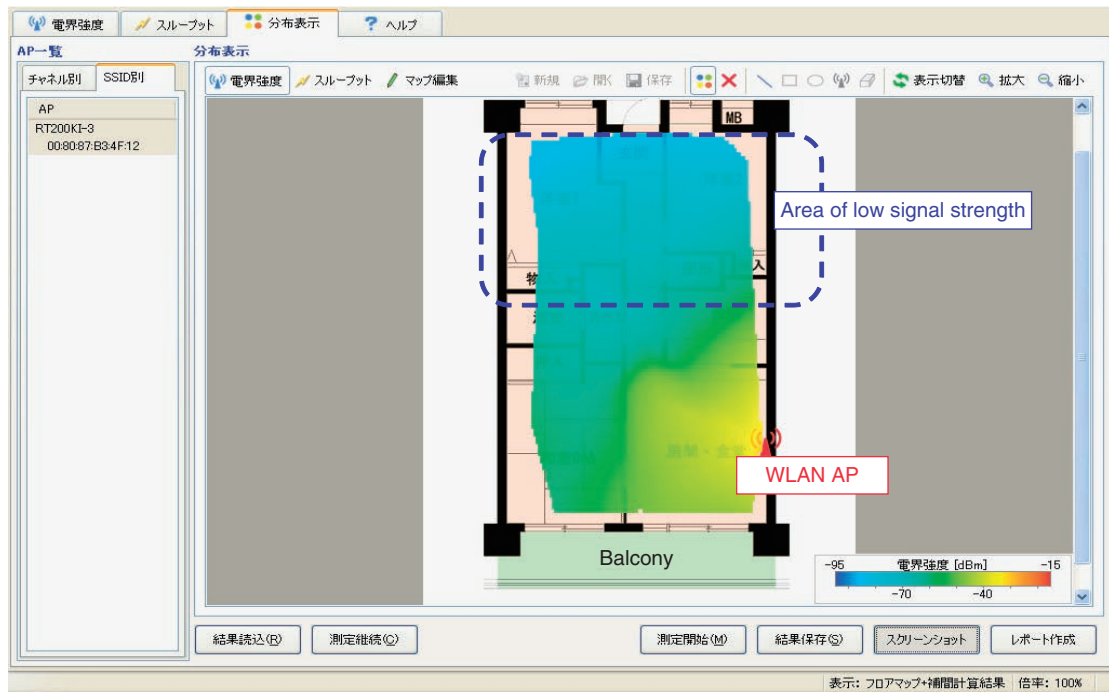 電界強度 スループット 分布表示 ? ヘルプ
AP一覧
チャネル別 SSID別
AP
RT200KI-3
00:80:87:B3:4F:12
分布表示
電界強度 スループット マップ編集 新規 開く 保存 表示切替 拡大 縮小
MB
Area of low signal strength
物
入
WLAN AP
Balcony
電界強度 [dBm]
-95 -15
-70 -40
結果読込(R) 測定継続(C) 測定開始(M) 結果保存(S) スクリーンショット レポート作成
表示: フロアマップ+補間計算結果 倍率: 100%